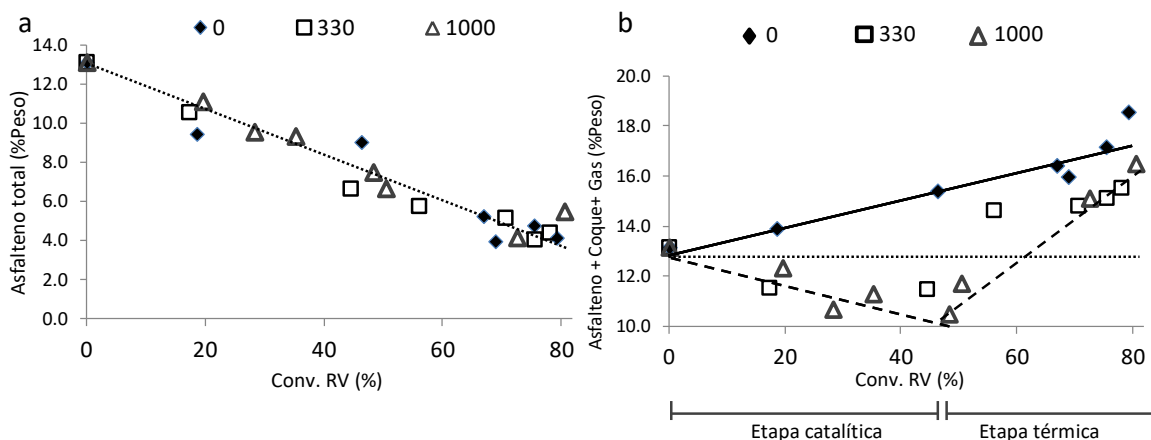 a
0 330 1000
14.0
12.0
10.0
8.0
6.0
4.0
2.0
0.0
Asfalteno total (%Peso)
0 20 40 60 80
Conv. RV (%)
b
0 330 1000
20.0
18.0
16.0
14.0
12.0
10.0
Asfalteno + Coque+ Gas (%Peso)
0 20 40 60 80
Conv. RV (%)
Etapa catalítica Etapa térmica